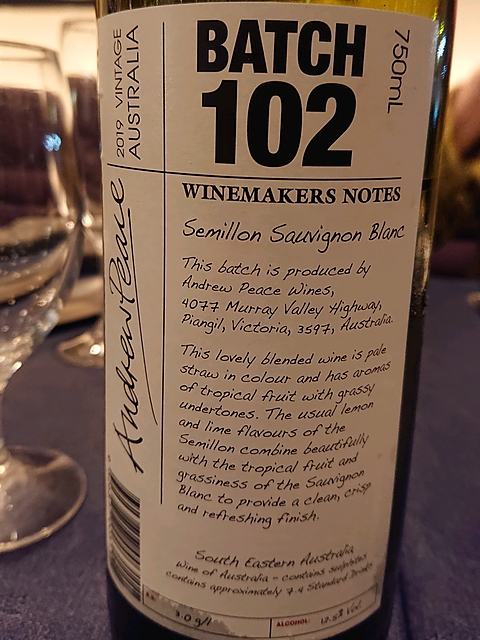 BATCH
102
750mL
2019 VINTAGE
AUSTRALIA
Andrew Peace
WINEMAKERS NOTES
Semillon Sauvignon Blanc
This batch is produced by
Andrew Peace Wines,
4077 Murray Valley Highway,
Piangil, Victoria, 3597, Australia.
This lovely blended wine is pale
straw in colour and has aromas
of tropical fruit with grassy
undertones. The usual lemon
and lime flavours of the
Semillon combine beautifully
with the tropical fruit and
grassiness of the Sauvignon
Blanc to provide a clean, crisp
and refreshing finish.
South Eastern Australia
Wine of Australia - contains sulphites
contains approximately 7.4 Standard Drinks
g/l
ALCOHOL: 12.5% Vol.